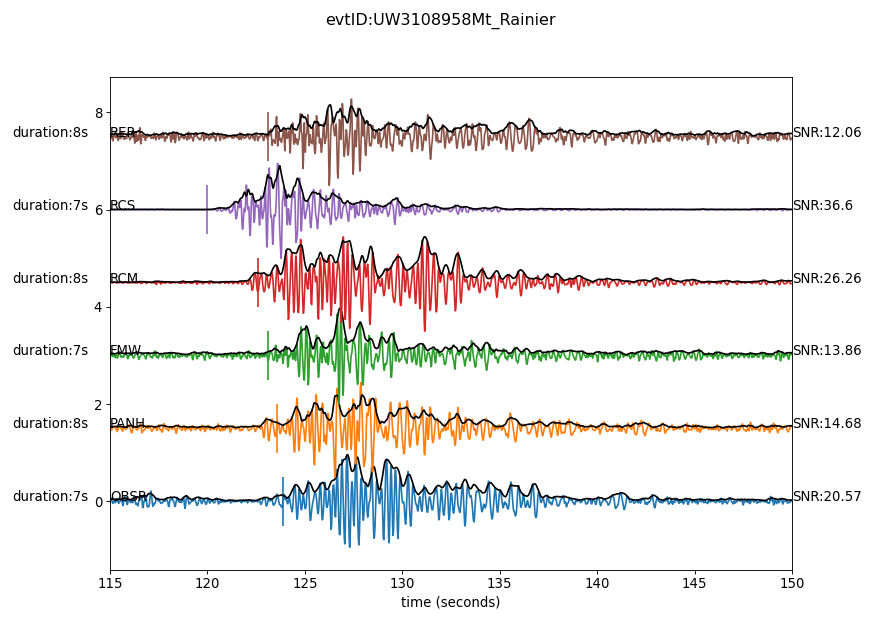 evtID:UW3108958Mt_Rainier
8
duration:8s RER SNR:12.06
duration:7s RCS SNR:36.6
6
duration:8s RCM SNR:26.26
4
duration:7s FMW SNR:13.86
2
duration:8s PANH SNR:14.68
duration:7s OBSR SNR:20.57
0
115 120 125 130 135 140 145 150
time (seconds)